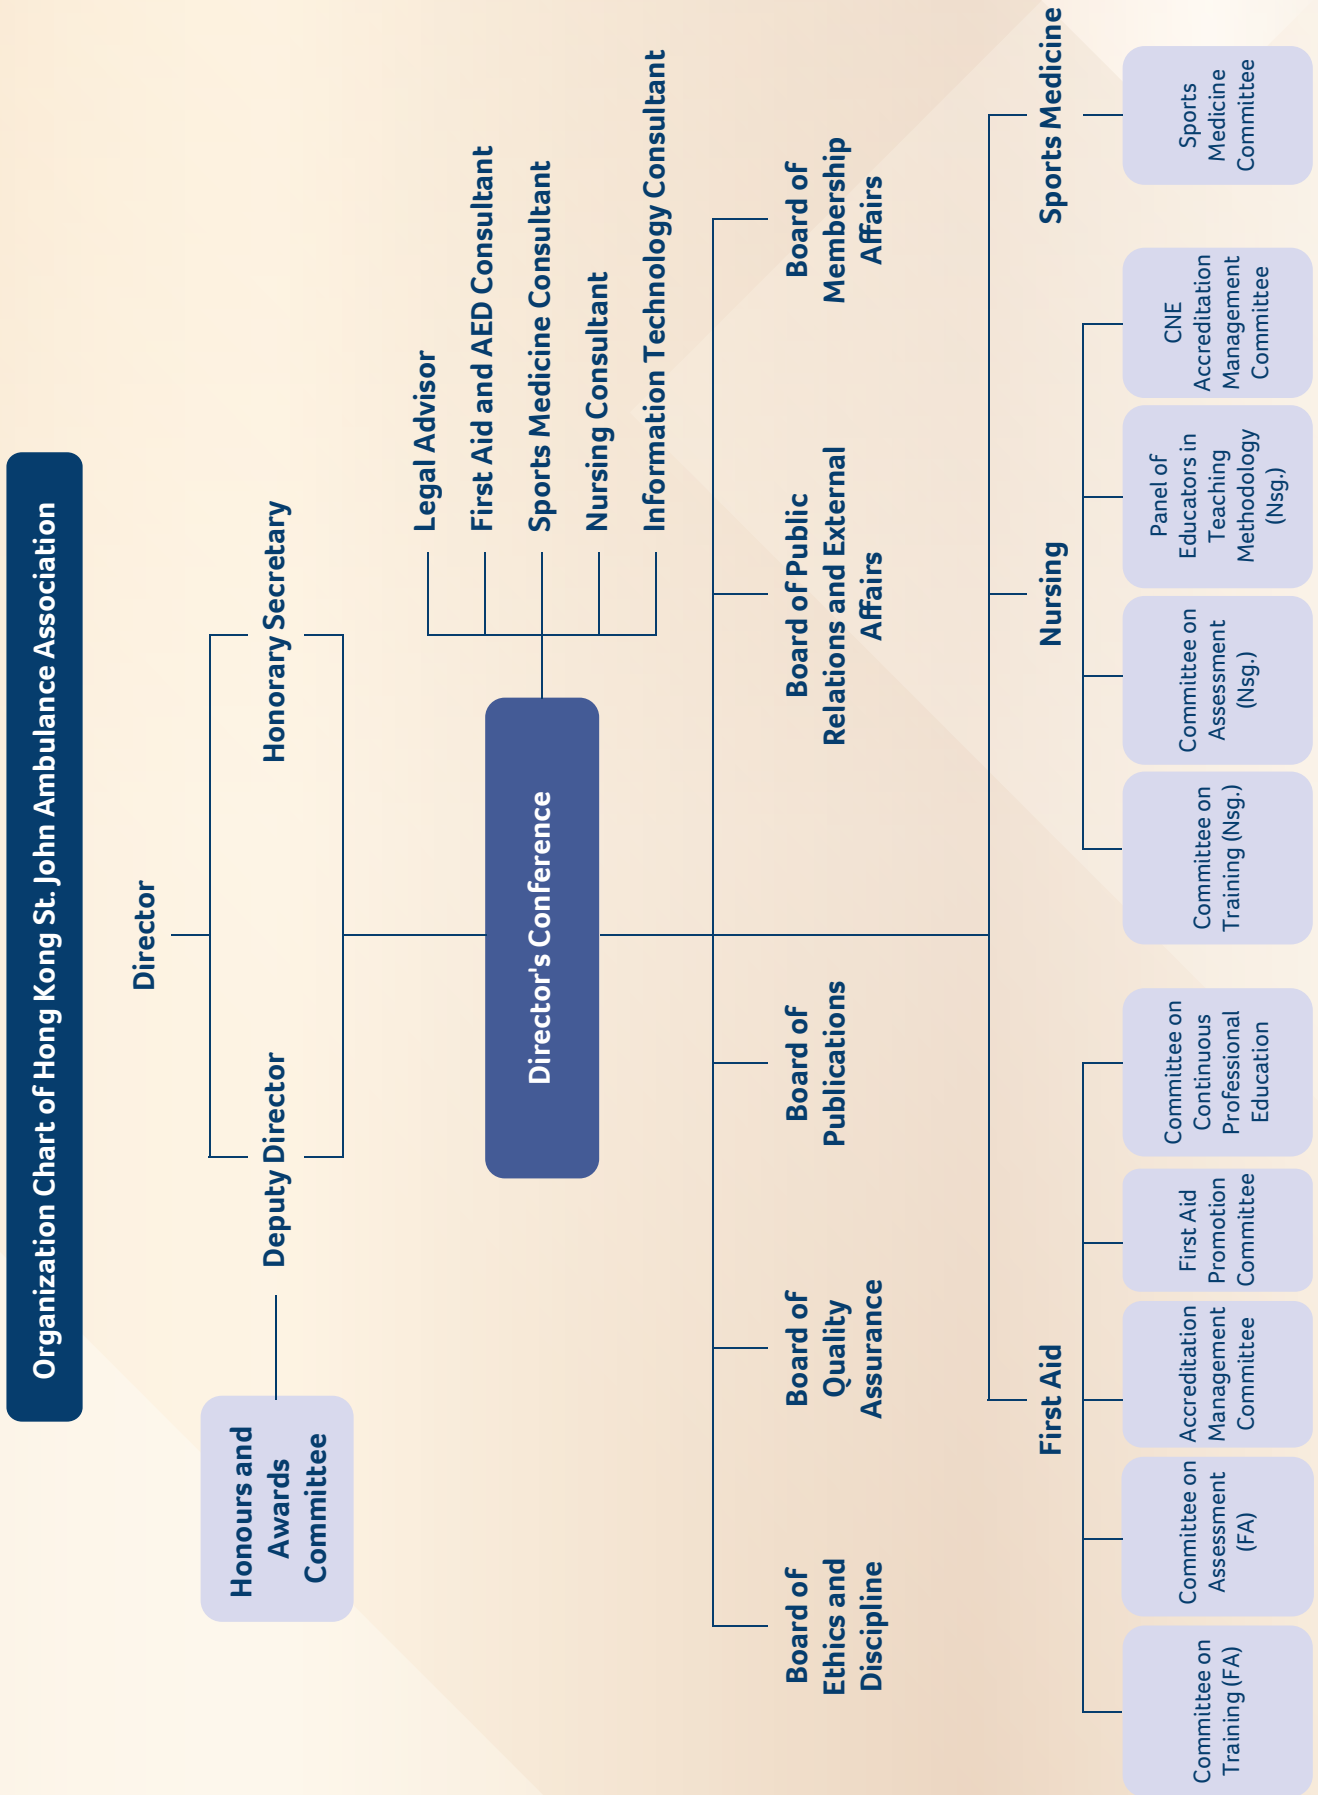 Organization Chart of Hong Kong St. John Ambulance Association
Director
Deputy Director
Honorary Secretary
Honours and
Awards
Committee
Legal Advisor
First Aid and AED Consultant
Sports Medicine Consultant
Nursing Consultant
Information Technology Consultant
Director's Conference
Board of
Ethics and
Discipline
Board of
Quality
Assurance
Board of
Publications
Board of Public
Relations and External
Affairs
Board of
Membership
Affairs
First Aid
Nursing
Sports Medicine
Committee on
Training (FA)
Committee on
Assessment
(FA)
Accreditation
Management
Committee
First Aid
Promotion
Committee
Committee on
Continuous
Professional
Education
Committee on
Training (Nsg.)
Committee on
Assessment
(Nsg.)
Panel of
Educators in
Teaching
Methodology
(Nsg.)
CNE
Accreditation
Management
Committee
Sports
Medicine
Committee